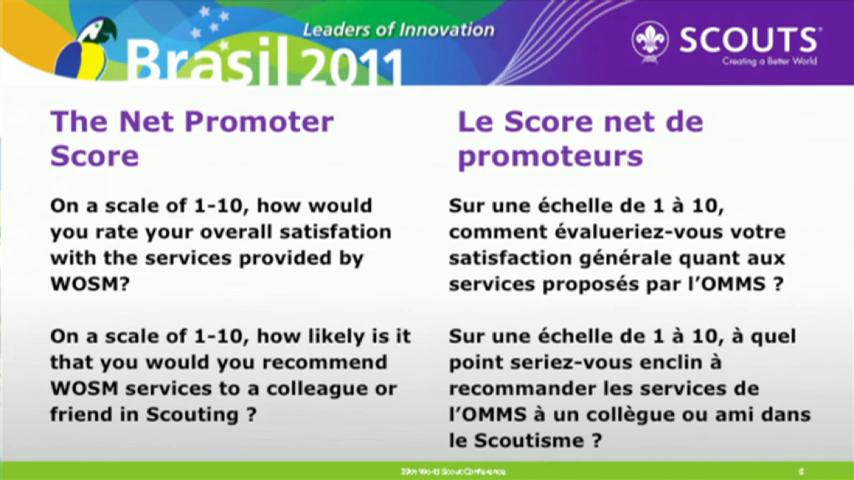 Leaders of Innovation
Brasil 2011
SCOUTS
Creating a Better World
The Net Promoter
Score
On a scale of 1-10, how would
you rate your overall satisfation
with the services provided by
WOSM?
On a scale of 1-10, how likely is it
that you would you recommend
WOSM services to a colleague or
friend in Scouting ?
Le Score net de
promoteurs
Sur une échelle de 1 à 10,
comment évalueriez-vous votre
satisfaction générale quant aux
services proposés par l’OMMS ?
Sur une échelle de 1 à 10, à quel
point seriez-vous enclin à
recommander les services de
l’OMMS à un collègue ou ami dans
le Scoutisme ?
39th World Scout Conference